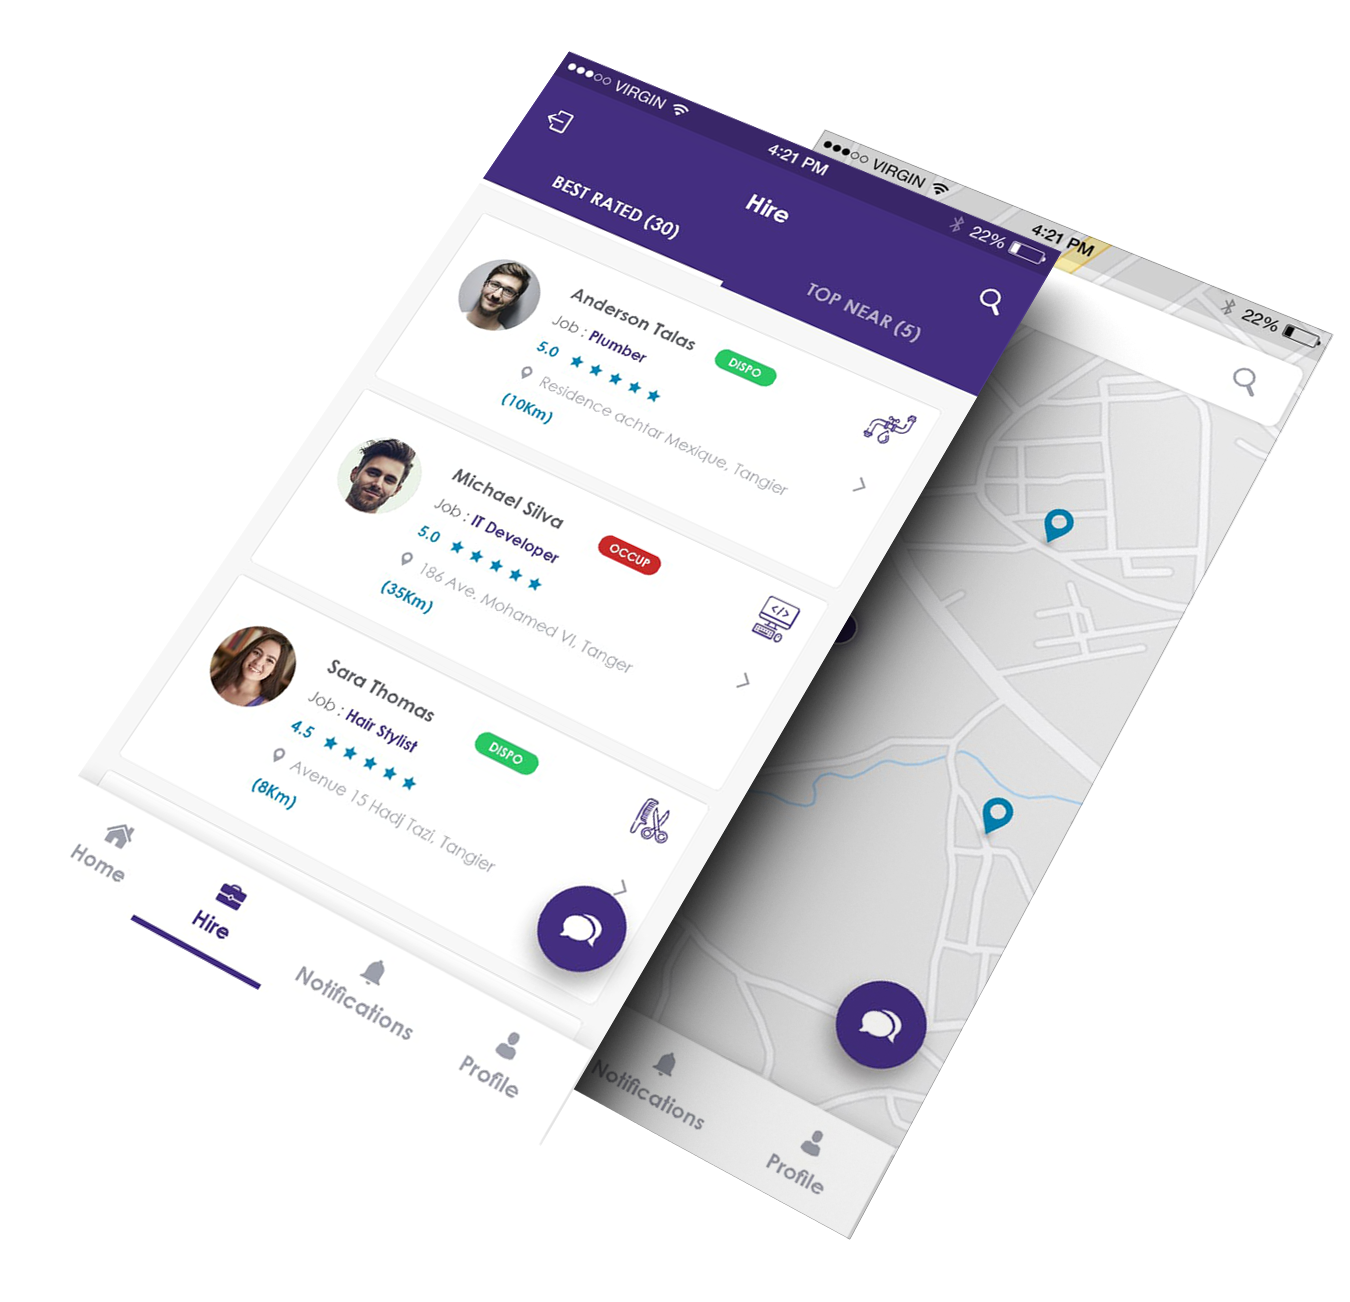 VIRGIN
4:21 PM
22%
Hire
BEST RATED (30)
TOP NEAR (5)
Anderson Talas
DISPO
Job : Plumber
5.0
Residence achtar Mexique, Tangier
(10Km)
Michael Silva
OCCUP
Job : IT Developer
5.0
</>
186 Ave. Mohamed VI, Tanger
(35Km)
Sara Thomas
DISPO
Job : Hair Stylist
4.5
Avenue 15 Hadj Tazi, Tangier
(8Km)
Home
Hire
Notifications
Profile
VIRGIN
4:21 PM
22%
Notifications
Profile